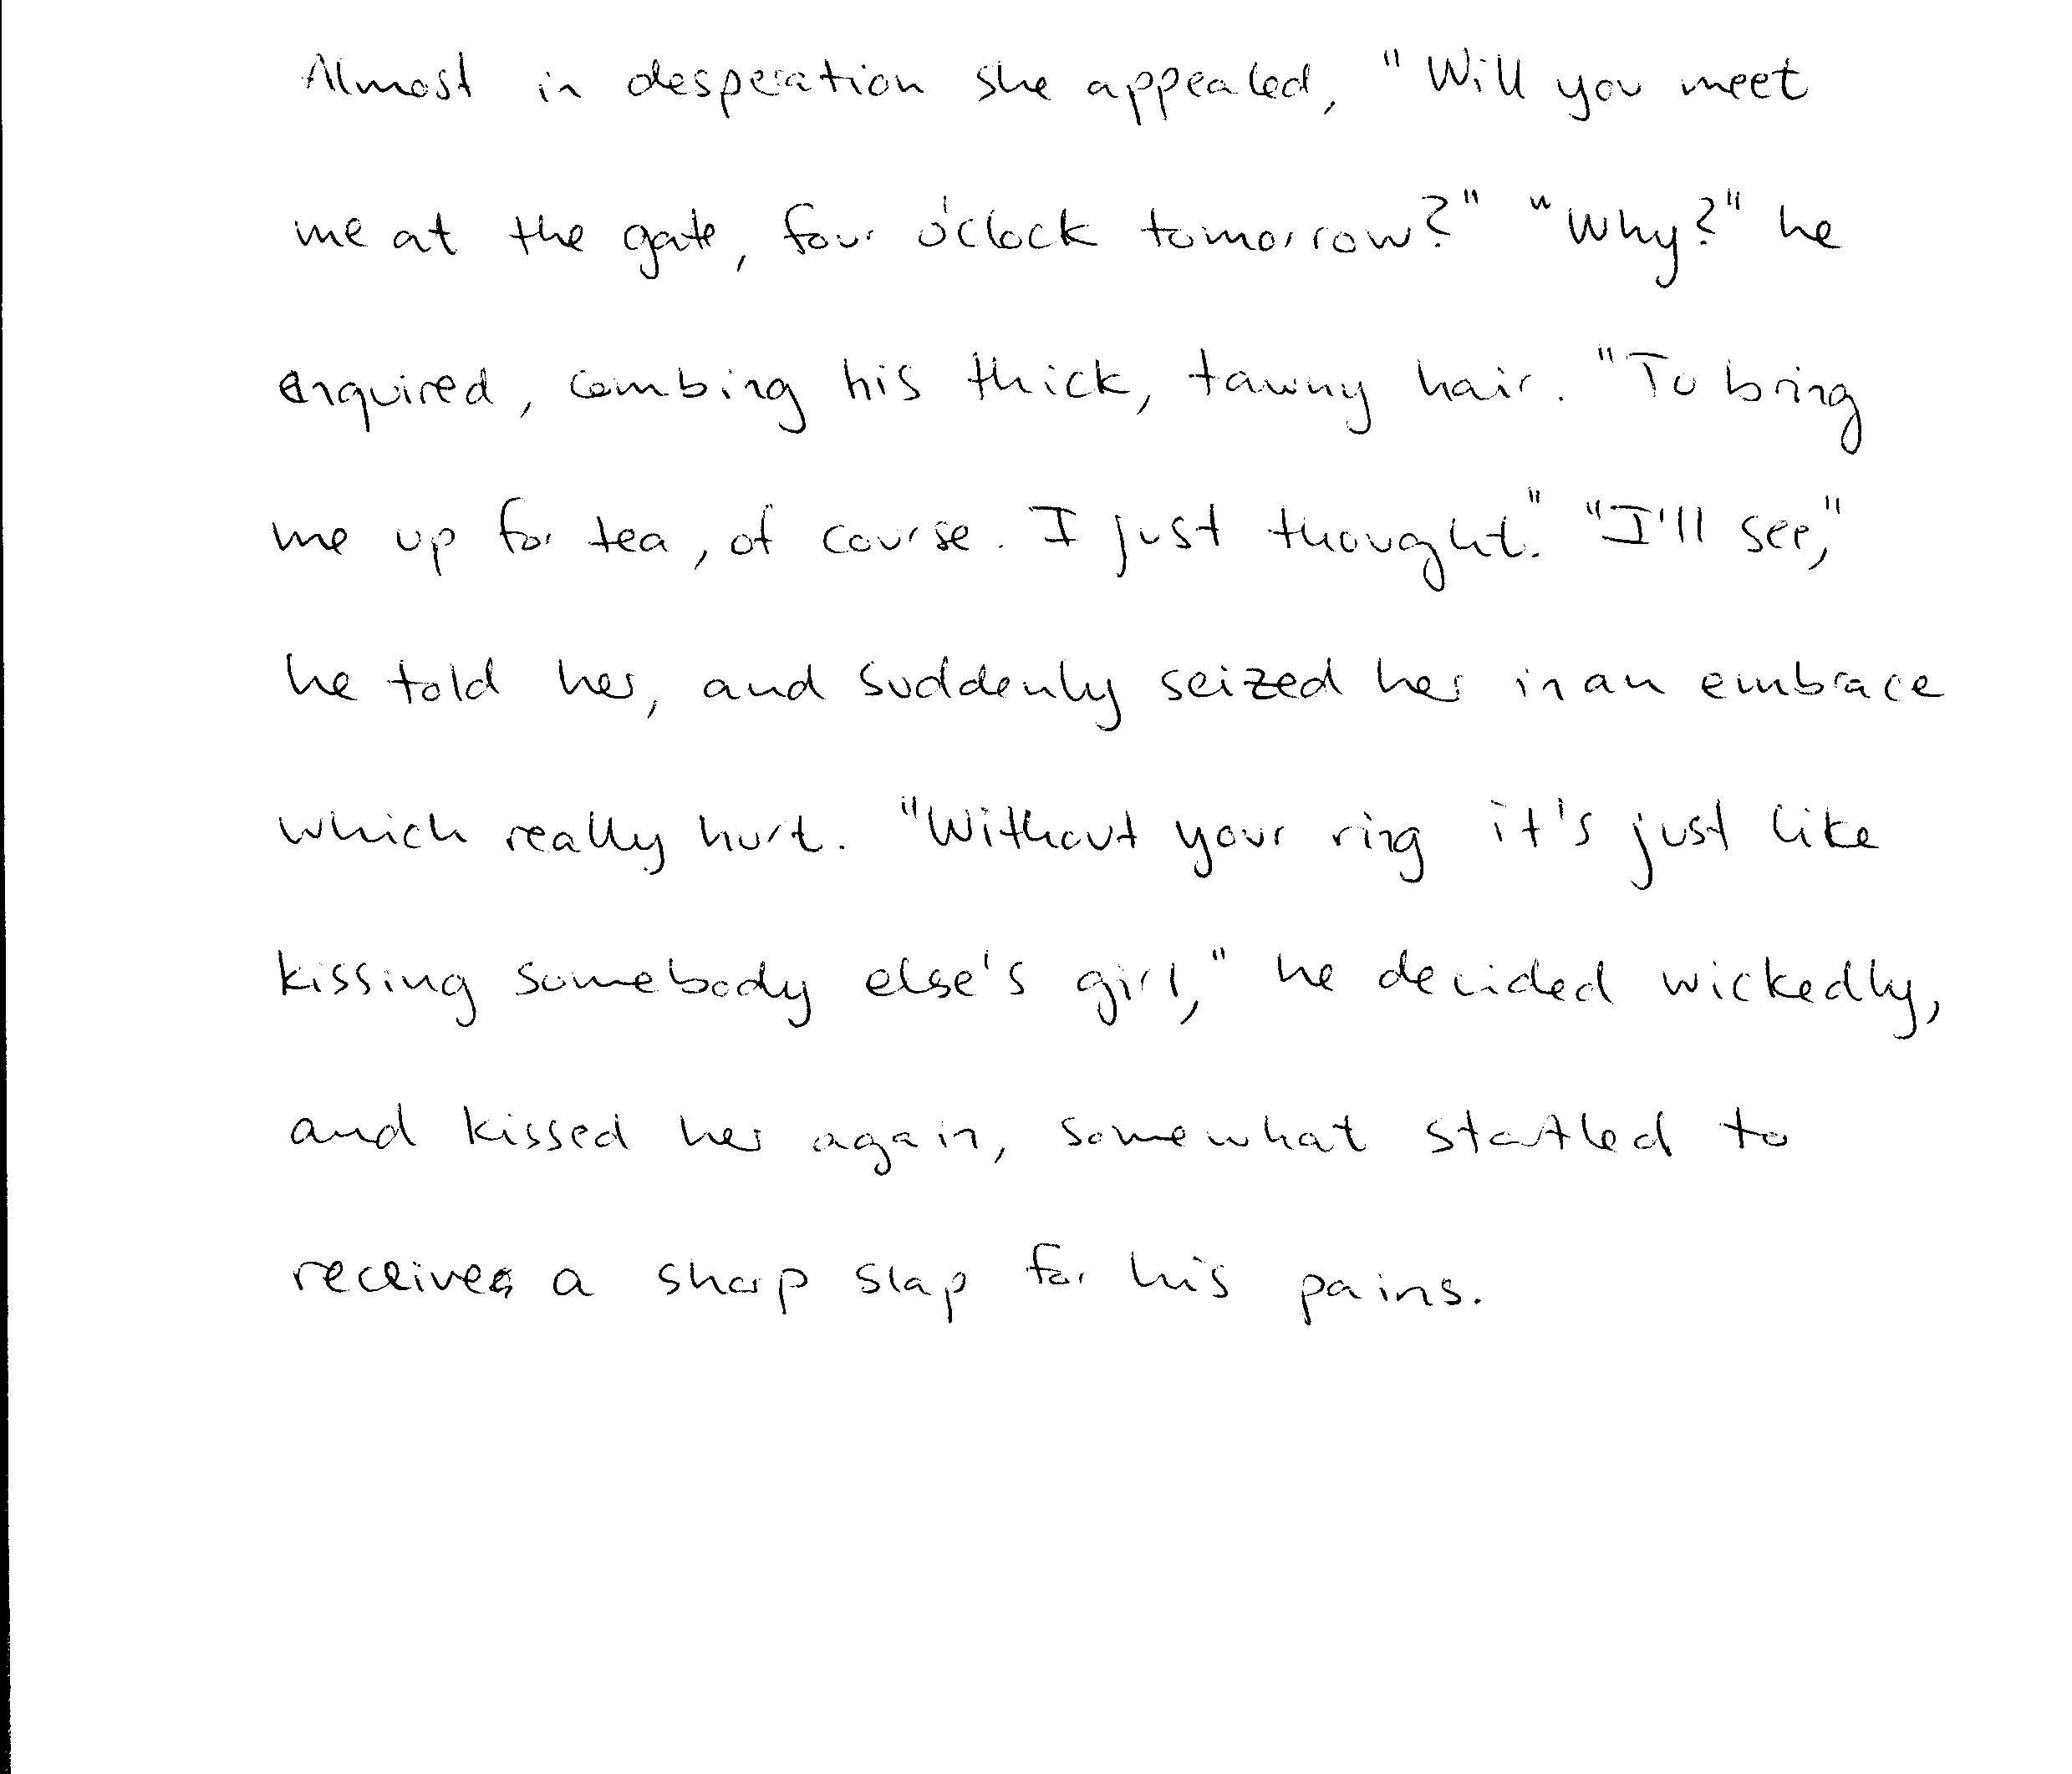 Almost in desperation she appealed, "Will you meet
me at the gate, four o'clock tomorrow?" "Why?" he
enquired, combing his thick, tawny hair. "To bring
me up for tea, of course. I just thought." "I'll see,"
he told her, and suddenly seized her in an embrace
which really hurt. "Without your ring it's just like
kissing somebody else's girl," he decided wickedly,
and kissed her again, somewhat startled to
receive a sharp slap for his pains.